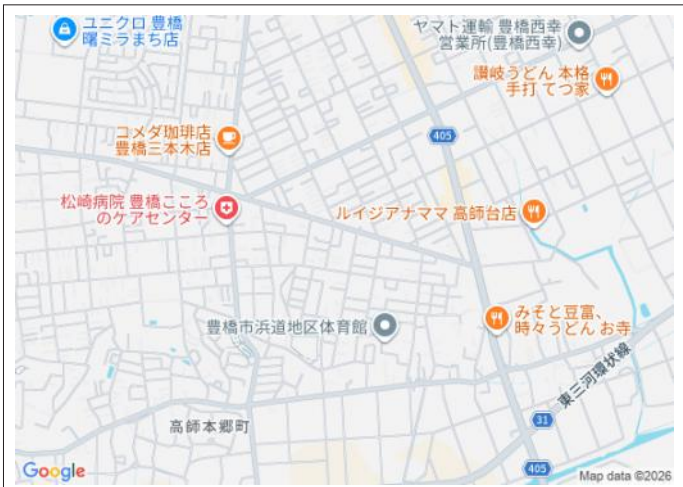 ユニクロ 豊橋
曙ミラまち店
ヤマト運輸 豊橋西幸
営業所(豊橋西幸)
讃岐うどん 本格
手打 てつ家
405
コメダ珈琲店
豊橋三本木店
松崎病院 豊橋こころ
のケアセンター
ルイジアナママ 高師台店
みそと豆富、
時々うどん お寺
豊橋市浜道地区体育館
東三河環状線
31
高師本郷町
405
Google
Map data ©2026